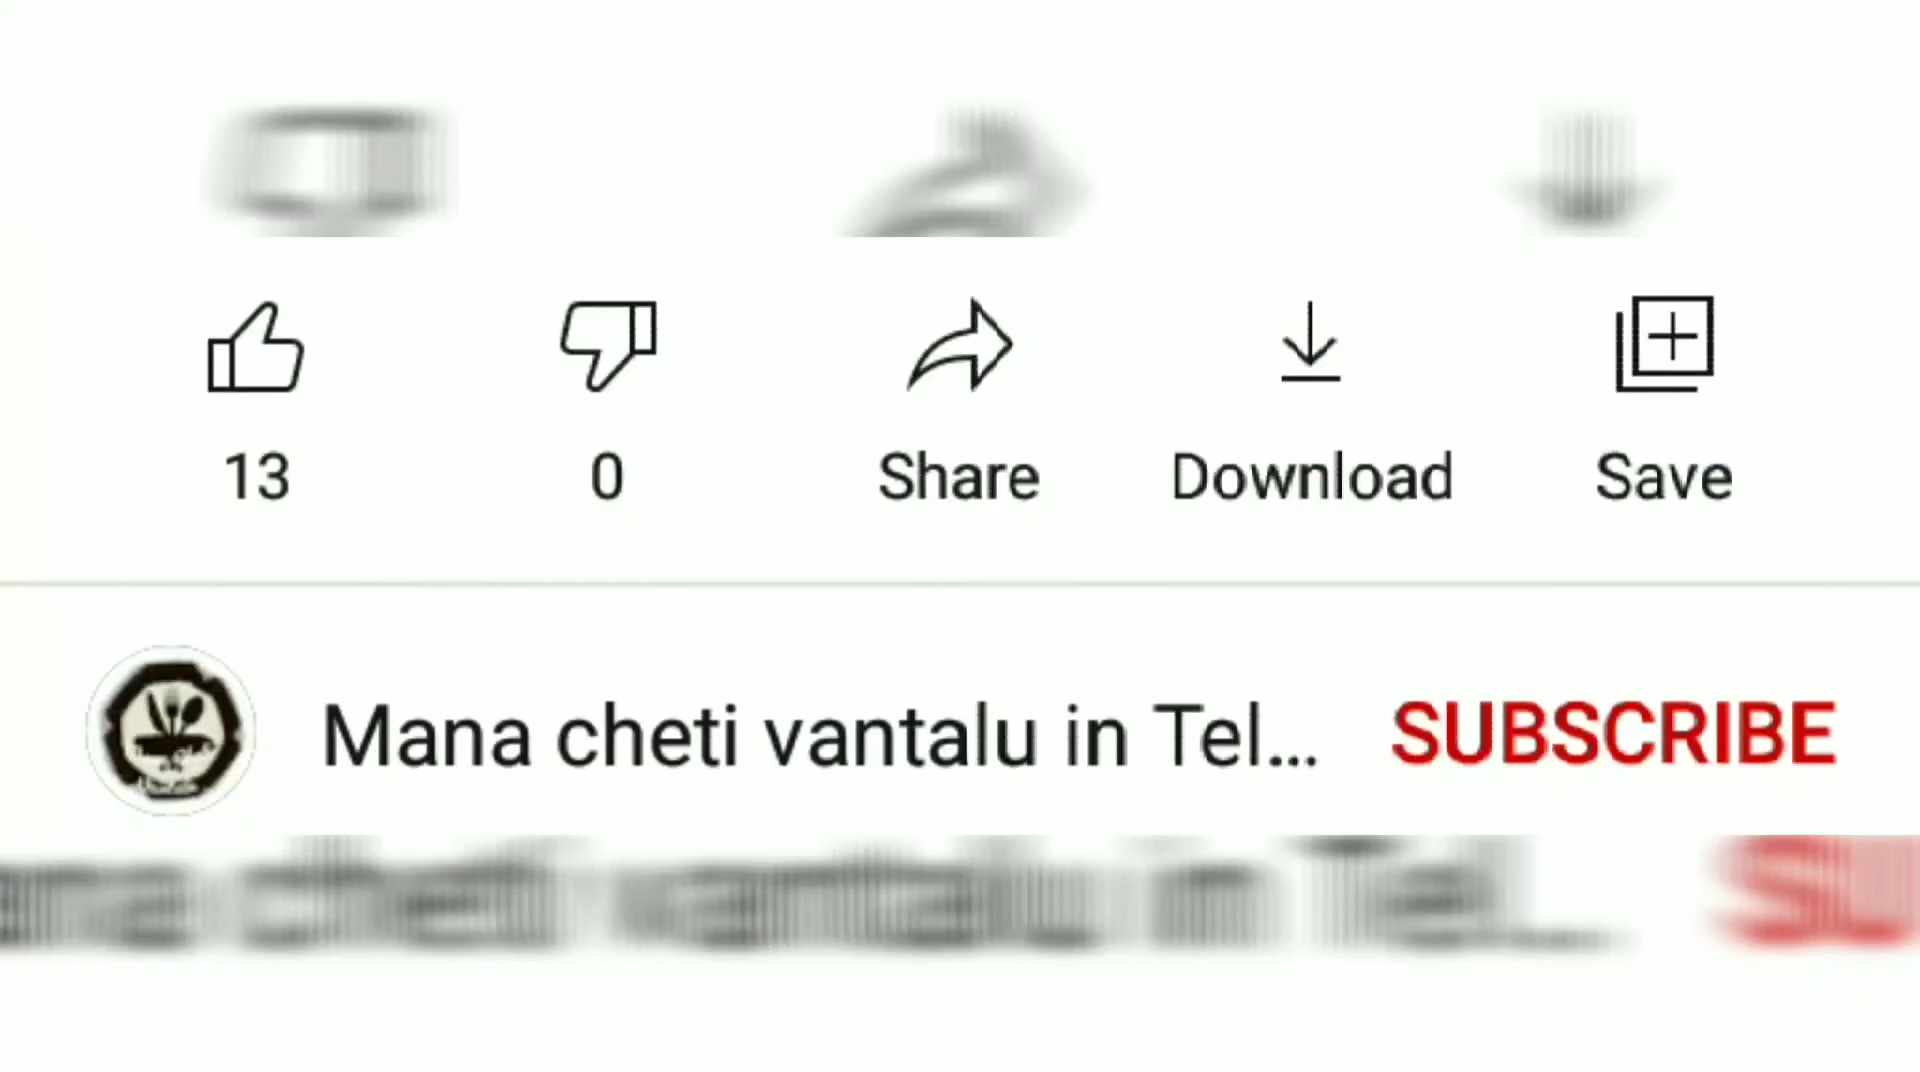 13 0 Share Download Save
Mana cheti vantalu in Tel... SUBSCRIBE